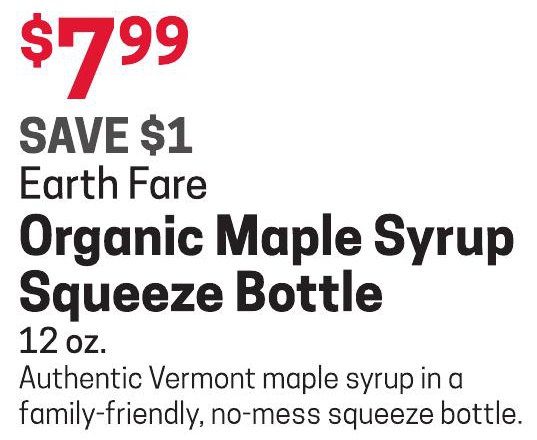 $7.99
SAVE $1
Earth Fare
Organic Maple Syrup
Squeeze Bottle
12 oz.
Authentic Vermont maple syrup in a
family-friendly, no-mess squeeze bottle.